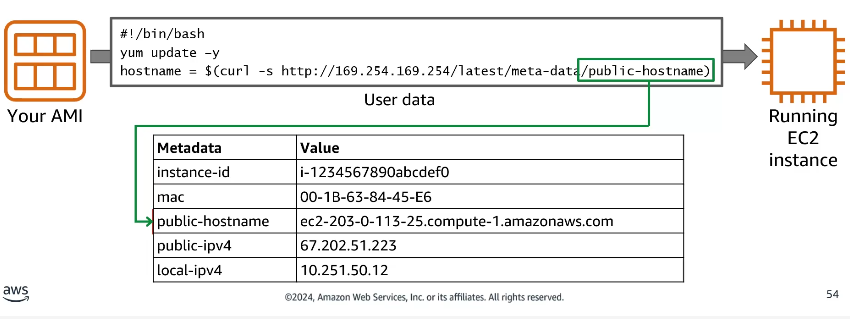 #!/bin/bash
yum update –y
hostname = $(curl -s http://169.254.169.254/latest/meta-data/public-hostname)
User data
Your AMI
Running
EC2
instance
Metadata Value
instance-id i-1234567890abcdef0
mac 00-1B-63-84-45-E6
public-hostname ec2-203-0-113-25.compute-1.amazonaws.com
public-ipv4 67.202.51.223
local-ipv4 10.251.50.12
aws
©2024, Amazon Web Services, Inc. or its affiliates. All rights reserved.
54